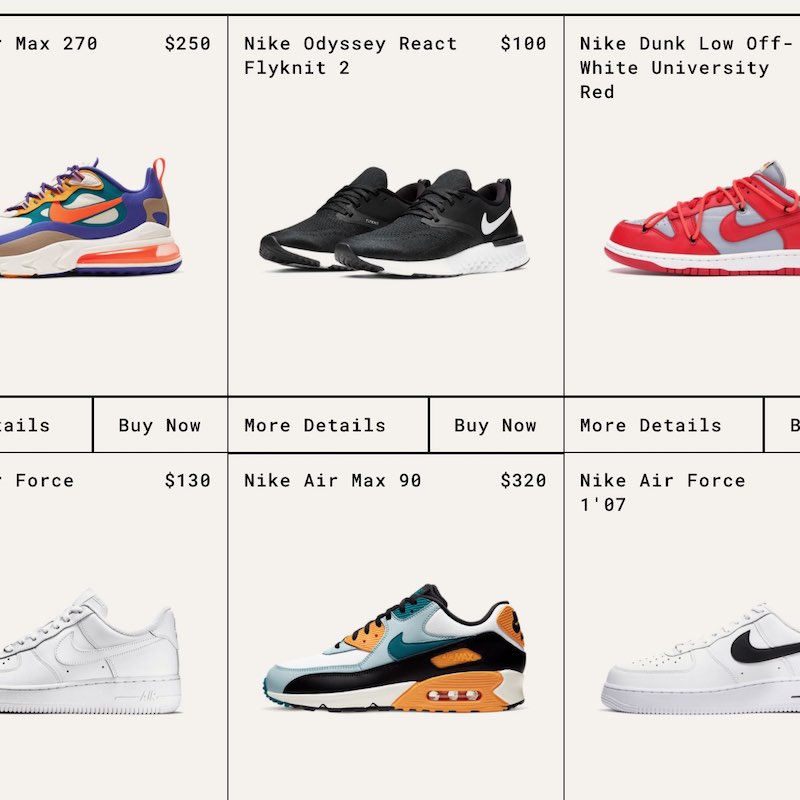 Max 270
$250
Nike Odyssey React
Flyknit 2
$100
Nike Dunk Low Off-
White University
Red
Buy Now
More Details
Buy Now
More Details
Force
$130
Nike Air Max 90
$320
Nike Air Force
1'07